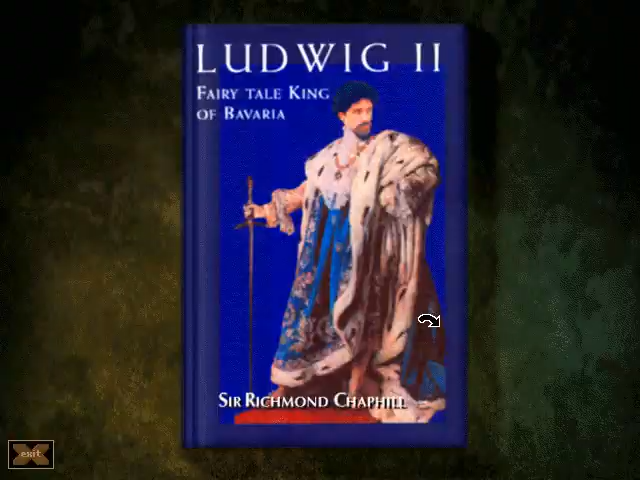 LUDWIG II
FAIRY TALE KING
OF BAVARIA
SIR RICHMOND CHAPHILL
exit